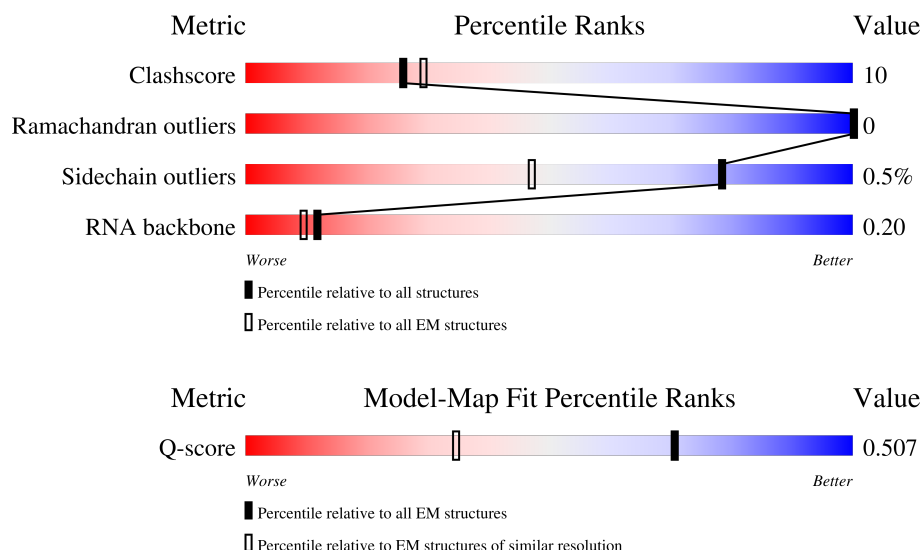 Metric Percentile Ranks Value
Clashscore 10
Ramachandran outliers 0
Sidechain outliers 0.5%
RNA backbone 0.20
Worse Better
Percentile relative to all structures
Percentile relative to all EM structures
Metric Model-Map Fit Percentile Ranks Value
Q-score 0.507
Worse Better
Percentile relative to all EM structures
Percentile relative to EM structures of similar resolution